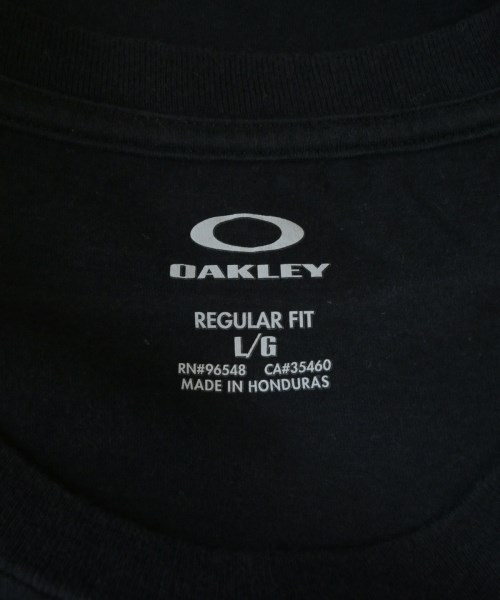 OAKLEY
REGULAR FIT
L/G
RN#96548 CA#35460
MADE IN HONDURAS